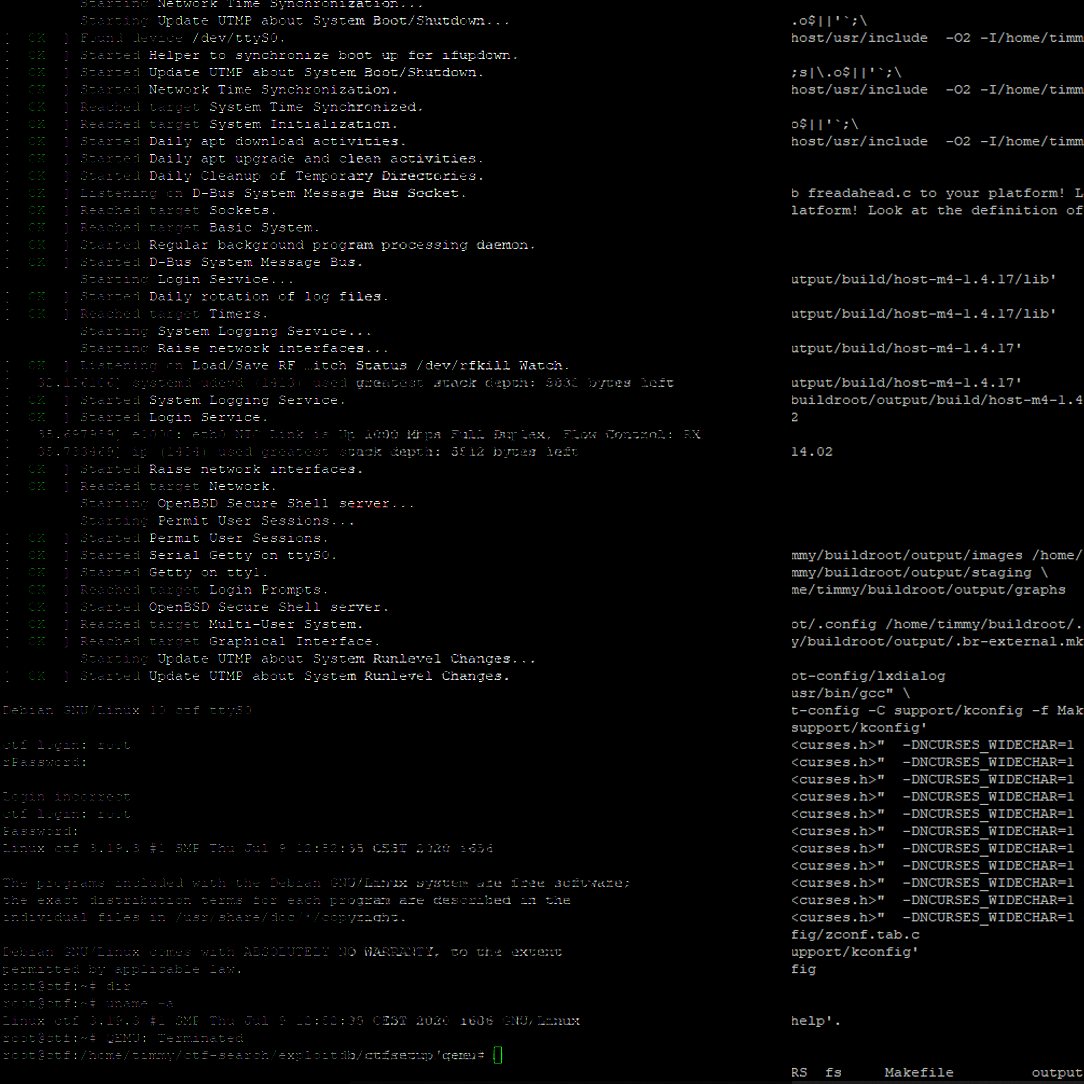 Starting Network Time Synchronization...
Starting Update UTMP about System Boot/Shutdown...
[  OK  ] Found device /dev/ttyS0.
[  OK  ] Started Helper to synchronize boot up for ifupdown.
[  OK  ] Started Update UTMP about System Boot/Shutdown.
[  OK  ] Started Network Time Synchronization.
[  OK  ] Reached target System Time Synchronized.
[  OK  ] Reached target System Initialization.
[  OK  ] Started Daily apt download activities.
[  OK  ] Started Daily apt upgrade and clean activities.
[  OK  ] Started Daily Cleanup of Temporary Directories.
[  OK  ] Listening on D-Bus System Message Bus Socket.
[  OK  ] Reached target Sockets.
[  OK  ] Reached target Basic System.
[  OK  ] Started Regular background program processing daemon.
[  OK  ] Started D-Bus System Message Bus.
Starting Login Service...
[  OK  ] Started Daily rotation of log files.
[  OK  ] Reached target Timers.
Starting System Logging Service...
Starting Raise network interfaces...
[  OK  ] Listening on Load/Save RF …itch Status /dev/rfkill Watch.
systemd-udevd used greatest stack depth: bytes left
[  OK  ] Started System Logging Service.
[  OK  ] Started Login Service.
eth0 NIC Link is Up 1000 Mbps Full Duplex, Flow Control: RX
ip used greatest stack depth: 5812 bytes left
[  OK  ] Started Raise network interfaces.
[  OK  ] Reached target Network.
Starting OpenBSD Secure Shell server...
Starting Permit User Sessions...
[  OK  ] Started Permit User Sessions.
[  OK  ] Started Serial Getty on ttyS0.
[  OK  ] Started Getty on tty1.
[  OK  ] Reached target Login Prompts.
[  OK  ] Started OpenBSD Secure Shell server.
[  OK  ] Reached target Multi-User System.
[  OK  ] Reached target Graphical Interface.
Starting Update UTMP about System Runlevel Changes...
[  OK  ] Started Update UTMP about System Runlevel Changes.
Debian GNU/Linux 10 ctf ttyS0
ctf login: root
rPassword:
Login incorrect
ctf login: root
Password:
Linux ctf #1 SMP Thu Jul 9 CEST 2020 i686
The programs included with the Debian GNU/Linux system are free software;
the exact distribution terms for each program are described in the
individual files in /usr/share/doc/*/copyright.
Debian GNU/Linux comes with ABSOLUTELY NO WARRANTY, to the extent
permitted by applicable law.
root@ctf:~# dir
root@ctf:~# uname -a
Linux ctf #1 SMP Thu Jul 9 CEST 2020 i686 GNU/Linux
root@ctf:~# QEMU: Terminated
root@ctf:/home/timmy/ctf-search/exploitdb/ctfsetup/qemu#
.o$||'`;\
host/usr/include  -O2 -I/home/timm
;s|\.o$||'`;\
host/usr/include  -O2 -I/home/timm
o$||'`;\
host/usr/include  -O2 -I/home/timm
b freadahead.c to your platform! L
latform! Look at the definition of
utput/build/host-m4-1.4.17/lib'
utput/build/host-m4-1.4.17/lib'
utput/build/host-m4-1.4.17'
utput/build/host-m4-1.4.17'
buildroot/output/build/host-m4-1.4
2
14.02
mmy/buildroot/output/images /home/
mmy/buildroot/output/staging \
me/timmy/buildroot/output/graphs
ot/.config /home/timmy/buildroot/.
y/buildroot/output/.br-external.mk
ot-config/lxdialog
usr/bin/gcc" \
t-config -C support/kconfig -f Mak
support/kconfig'
<curses.h>"  -DNCURSES_WIDECHAR=1
<curses.h>"  -DNCURSES_WIDECHAR=1
<curses.h>"  -DNCURSES_WIDECHAR=1
<curses.h>"  -DNCURSES_WIDECHAR=1
<curses.h>"  -DNCURSES_WIDECHAR=1
<curses.h>"  -DNCURSES_WIDECHAR=1
<curses.h>"  -DNCURSES_WIDECHAR=1
<curses.h>"  -DNCURSES_WIDECHAR=1
<curses.h>"  -DNCURSES_WIDECHAR=1
<curses.h>"  -DNCURSES_WIDECHAR=1
<curses.h>"  -DNCURSES_WIDECHAR=1
fig/zconf.tab.c
upport/kconfig'
fig
help'.
RS  fs     Makefile         output